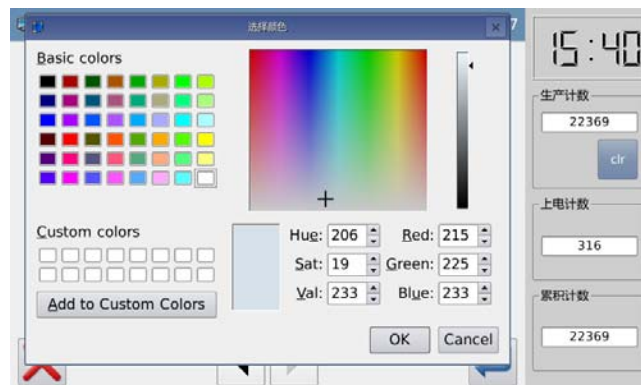 选择颜色
7
Basic colors
Custom colors
Add to Custom Colors
Hue: 206
Sat: 19
Val: 233
Red: 215
Green: 225
Blue: 233
OK
Cancel
15:40
生产计数
22369
clr
上电计数
316
累积计数
22369